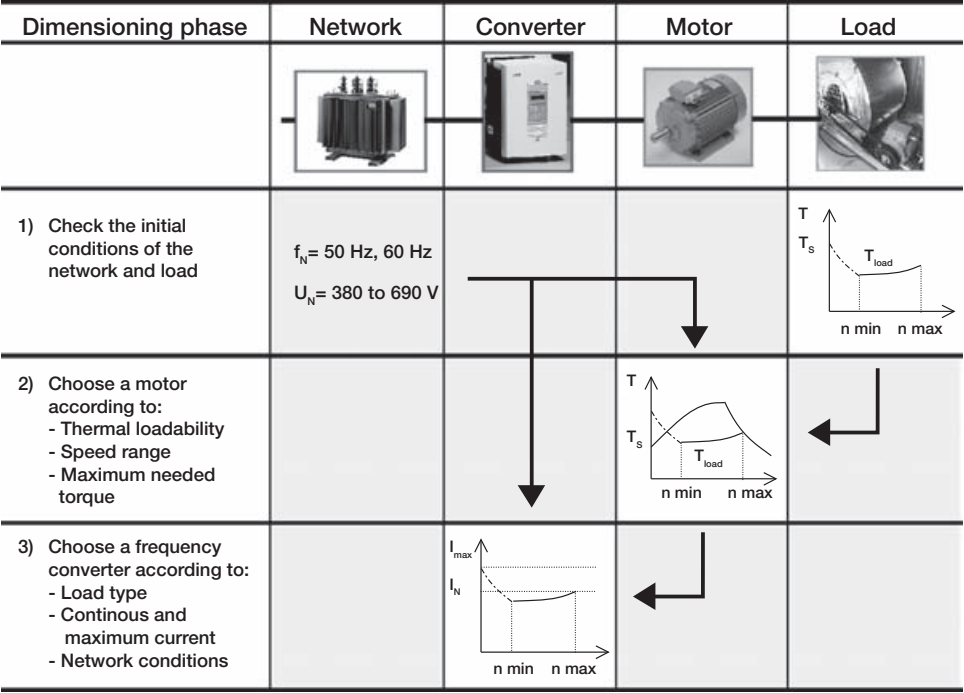 Dimensioning phase
Network
Converter
Motor
Load
1) Check the initial
conditions of the
network and load
f_N= 50 Hz, 60 Hz
U_N= 380 to 690 V
T
T_S
T_load
n min n max
2) Choose a motor
according to:
- Thermal loadability
- Speed range
- Maximum needed
torque
T
T_S
T_load
n min n max
3) Choose a frequency
converter according to:
- Load type
- Continous and
maximum current
- Network conditions
I_max
I_N
n min n max